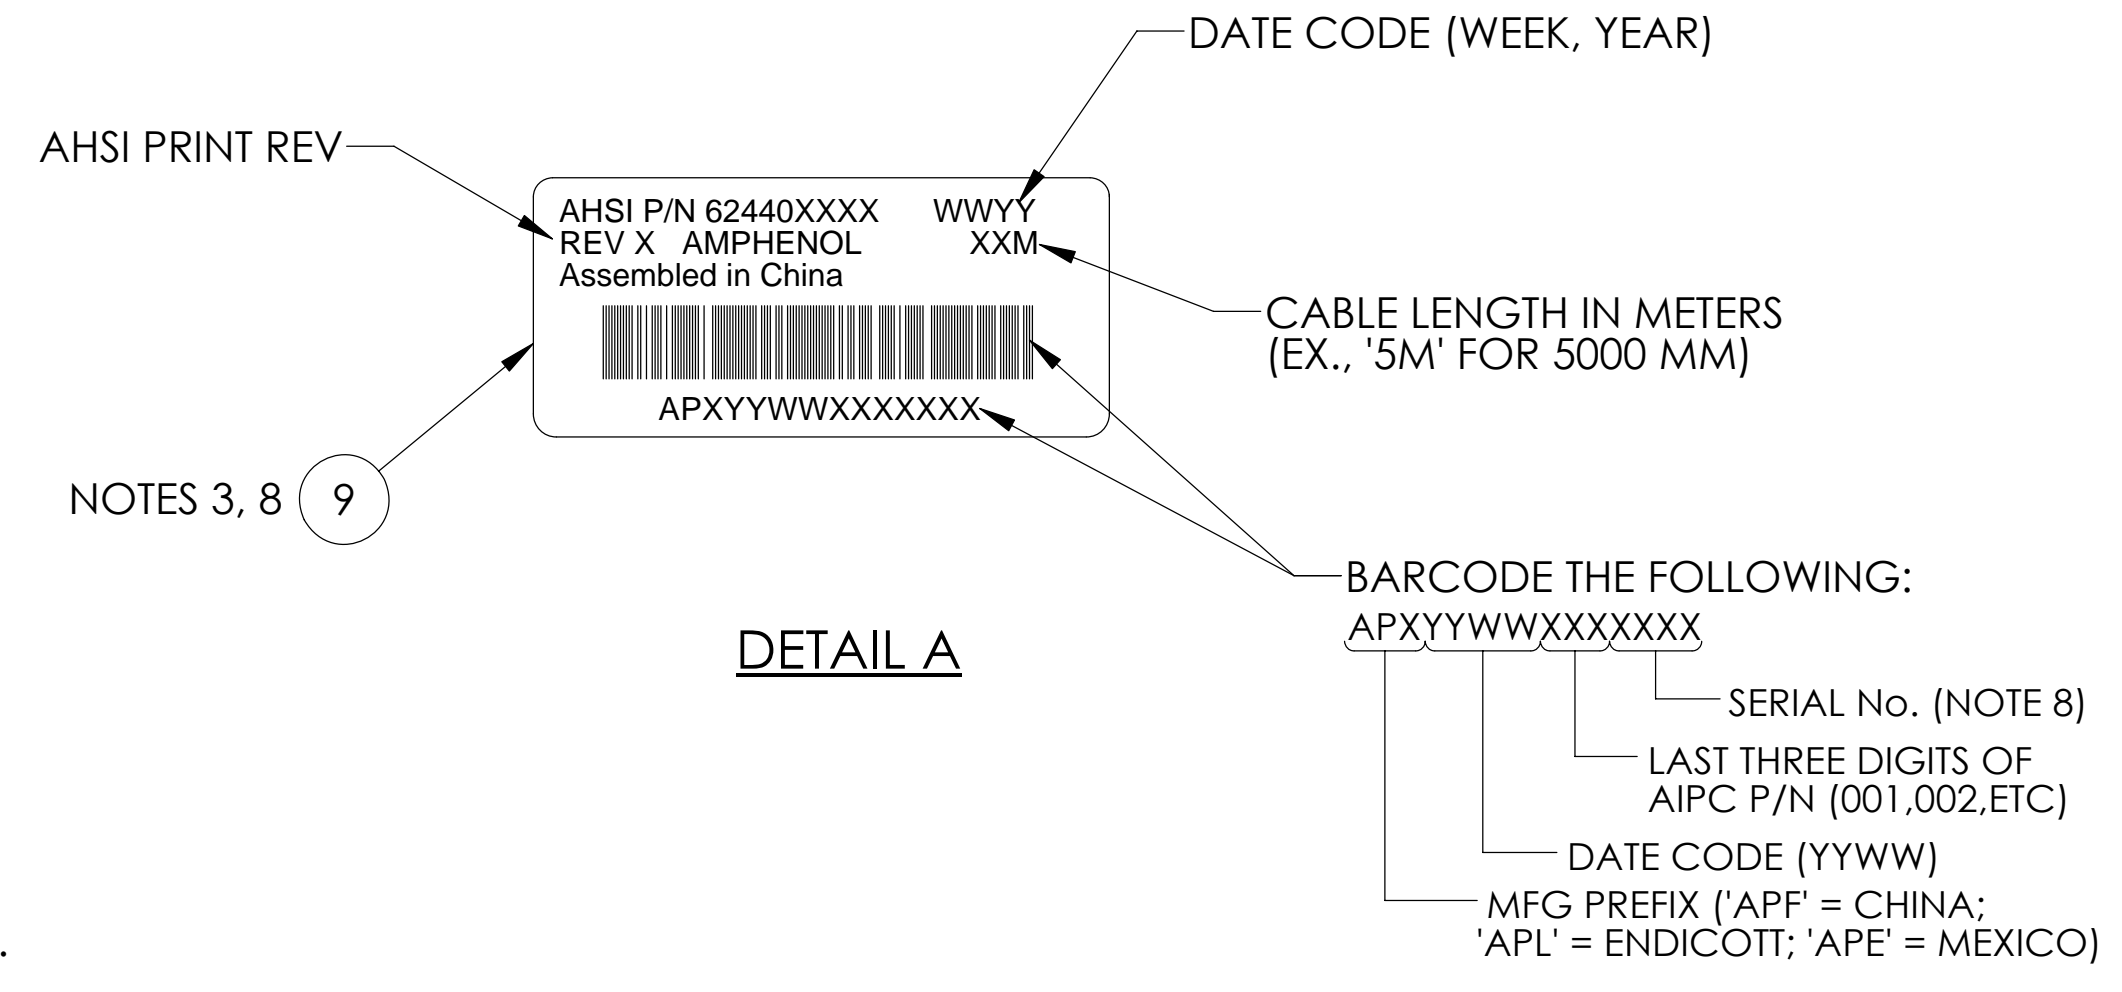 DATE CODE (WEEK, YEAR)
AHSI PRINT REV
AHSI P/N 62440XXXX WWYY
REV X AMPHENOL XXM
Assembled in China
CABLE LENGTH IN METERS
(EX., '5M' FOR 5000 MM)
APXYYWWXXXXXXX
NOTES 3, 8 9
BARCODE THE FOLLOWING:
APXYYWWXXXXXXX
DETAIL A
SERIAL No. (NOTE 8)
LAST THREE DIGITS OF
AIPC P/N (001,002,ETC)
DATE CODE (YYWW)
MFG PREFIX ('APF' = CHINA;
'APL' = ENDICOTT; 'APE' = MEXICO)
.